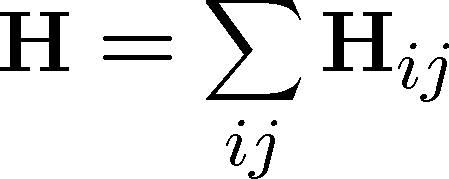 H = ∑_{ij} H_{ij}